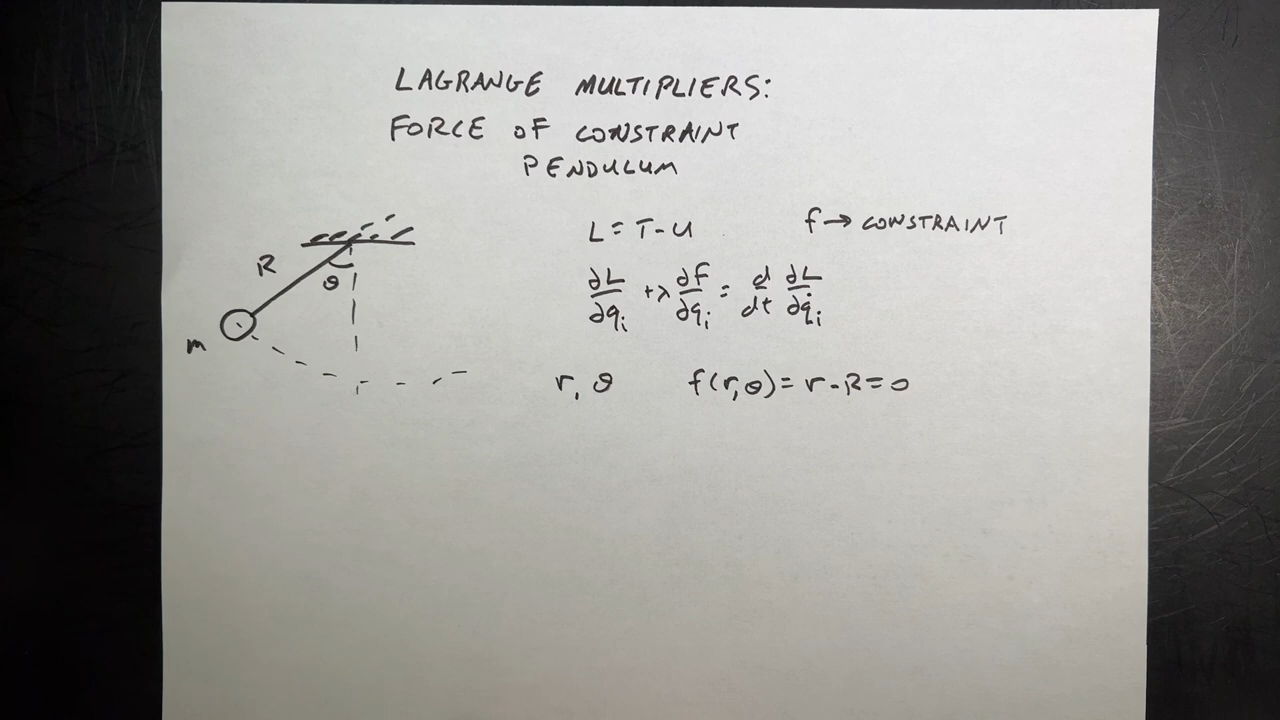 LAGRANGE MULTIPLIERS:
FORCE OF CONSTRAINT
PENDULUM
L = T - U    f → CONSTRAINT
R
θ
m
∂L/∂qᵢ + λ ∂f/∂qᵢ = d/dt ∂L/∂q̇ᵢ
r, θ    f(r,θ) = r - R = 0